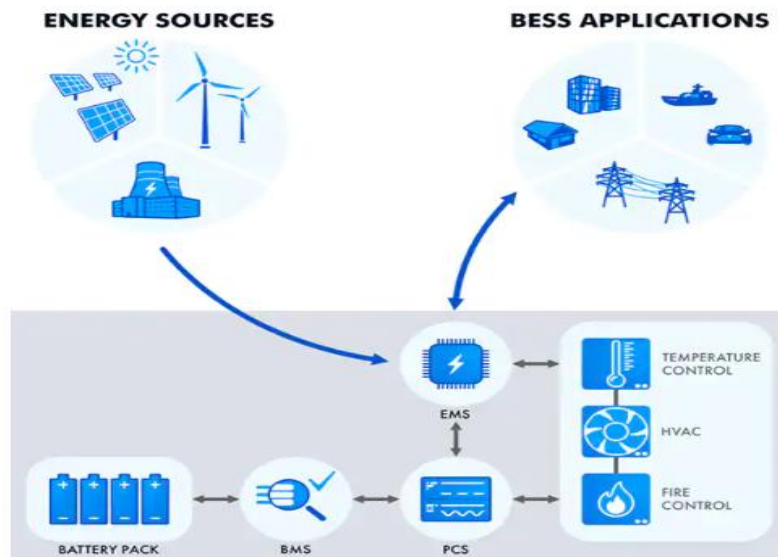 ENERGY SOURCES
BESS APPLICATIONS
EMS
TEMPERATURE
CONTROL
HVAC
FIRE
CONTROL
BATTERY PACK
BMS
PCS